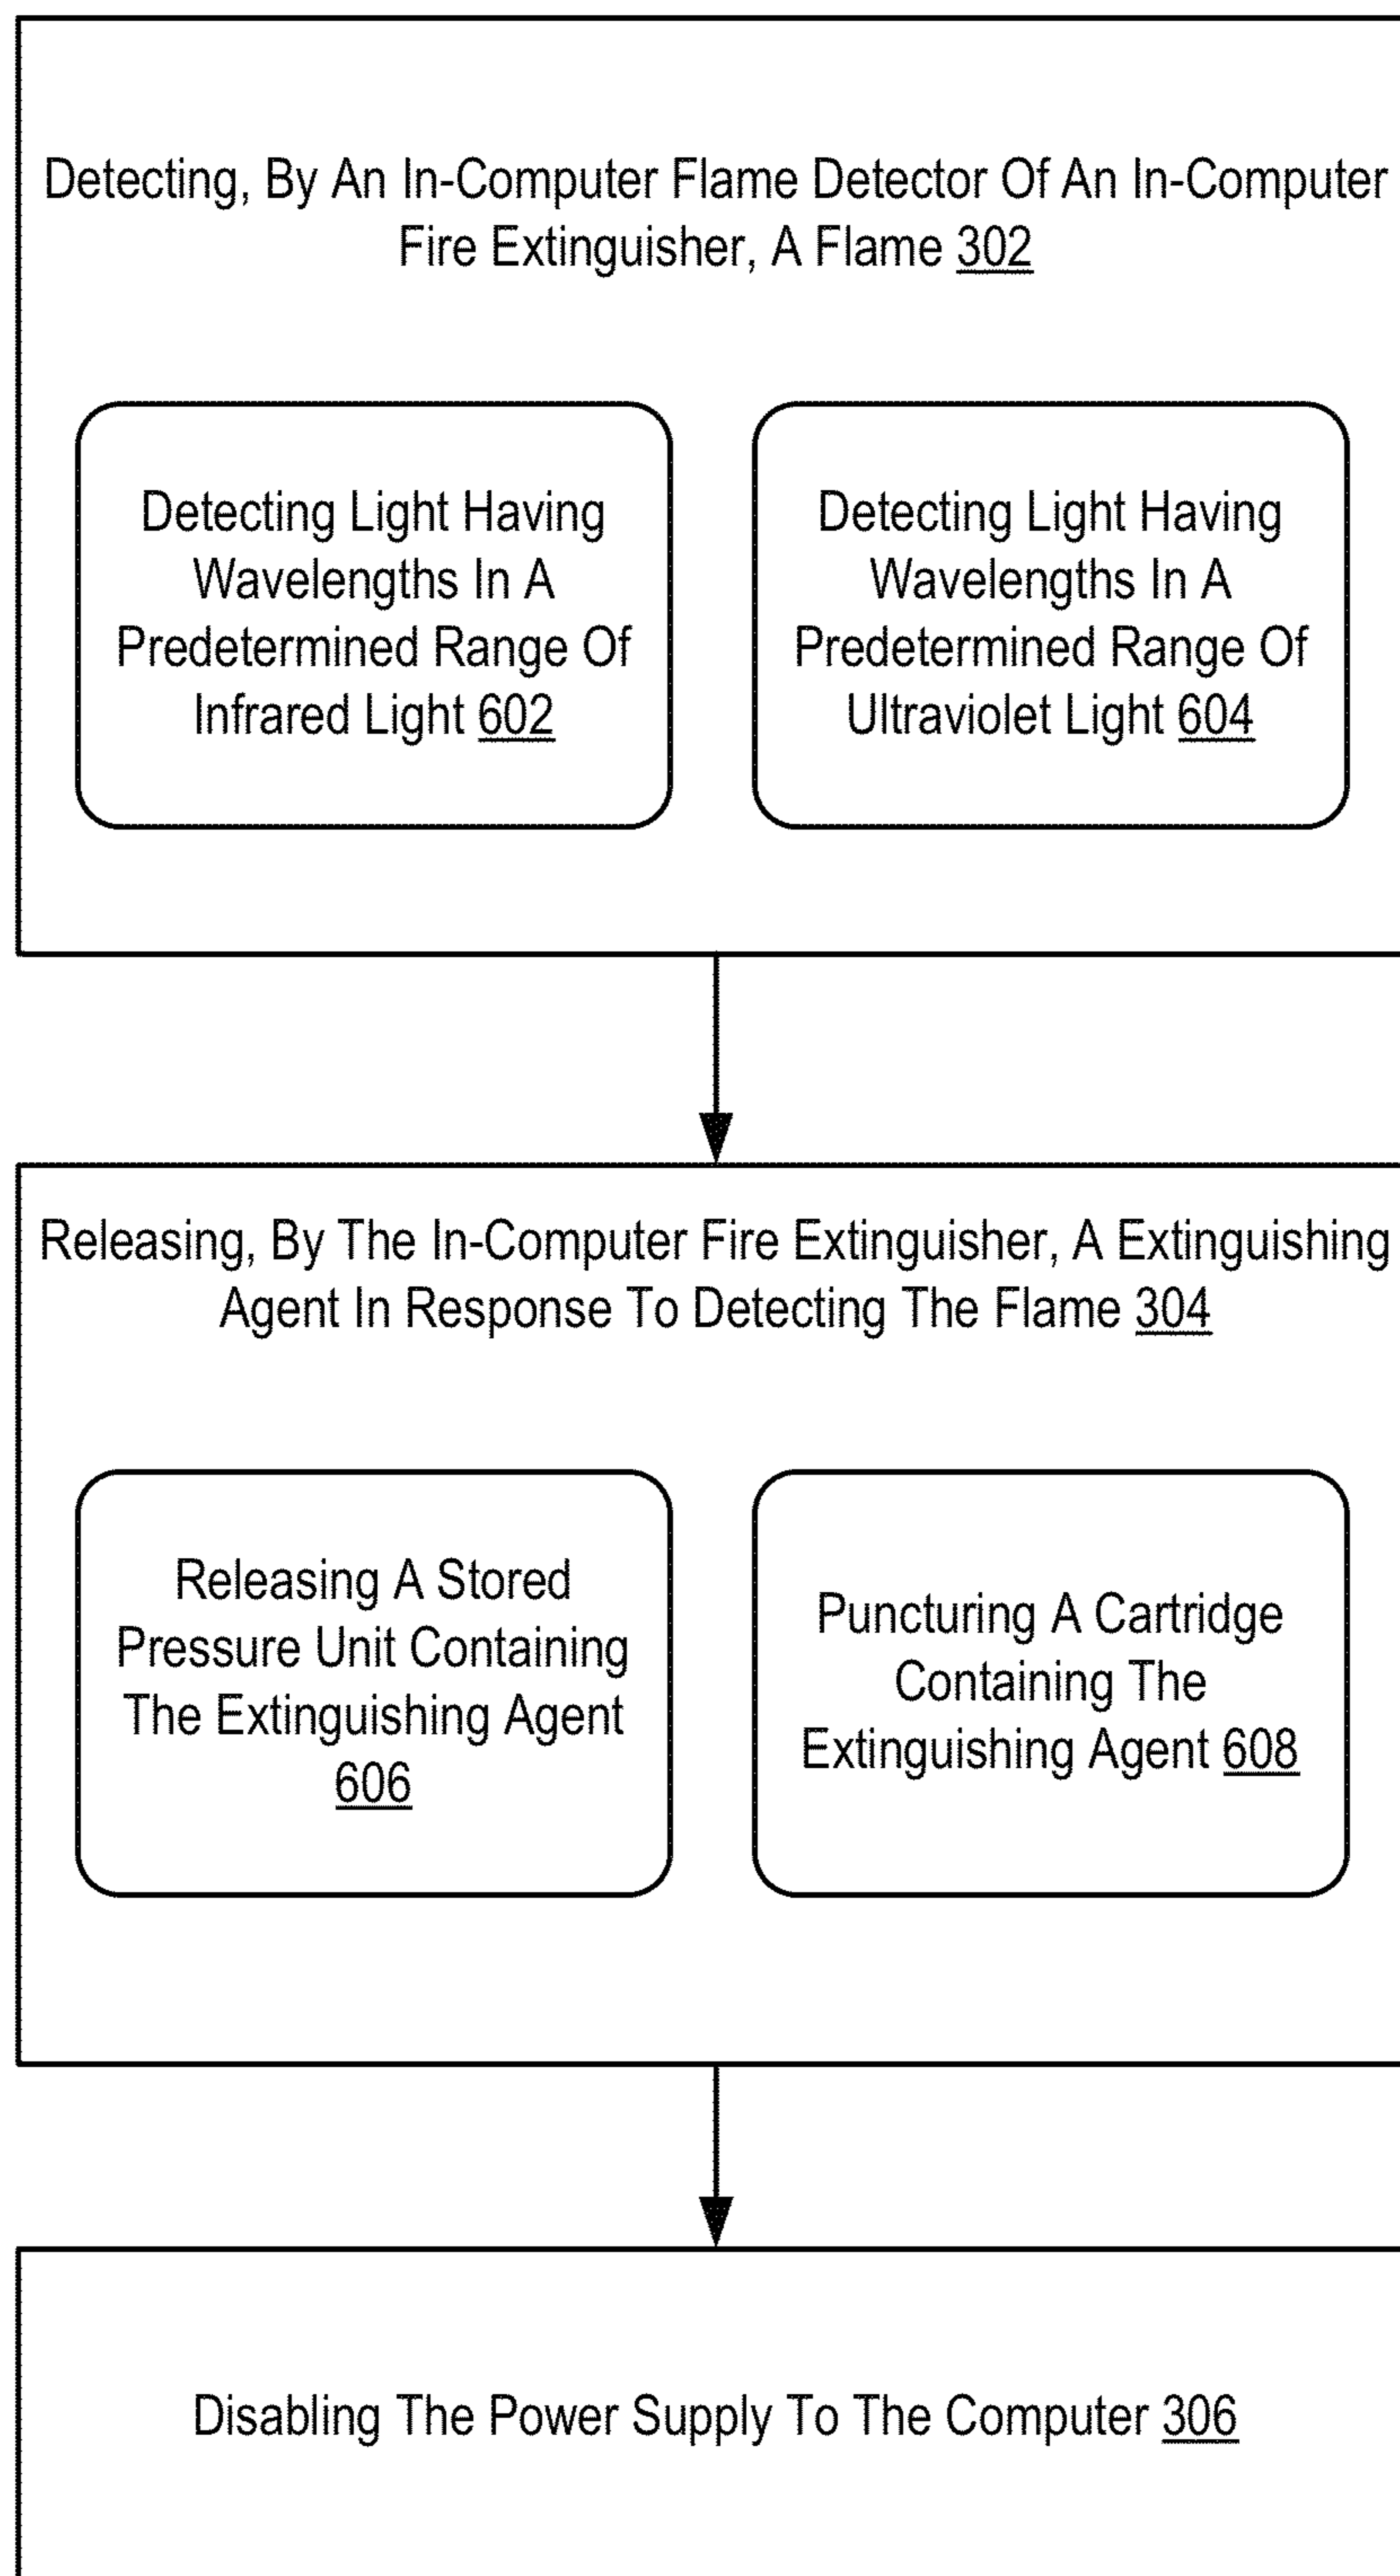 Detecting, By An In-Computer Flame Detector Of An In-Computer
Fire Extinguisher, A Flame 302
Detecting Light Having
Wavelengths In A
Predetermined Range Of
Infrared Light 602
Detecting Light Having
Wavelengths In A
Predetermined Range Of
Ultraviolet Light 604
Releasing, By The In-Computer Fire Extinguisher, A Extinguishing
Agent In Response To Detecting The Flame 304
Releasing A Stored
Pressure Unit Containing
The Extinguishing Agent
606
Puncturing A Cartridge
Containing The
Extinguishing Agent 608
Disabling The Power Supply To The Computer 306